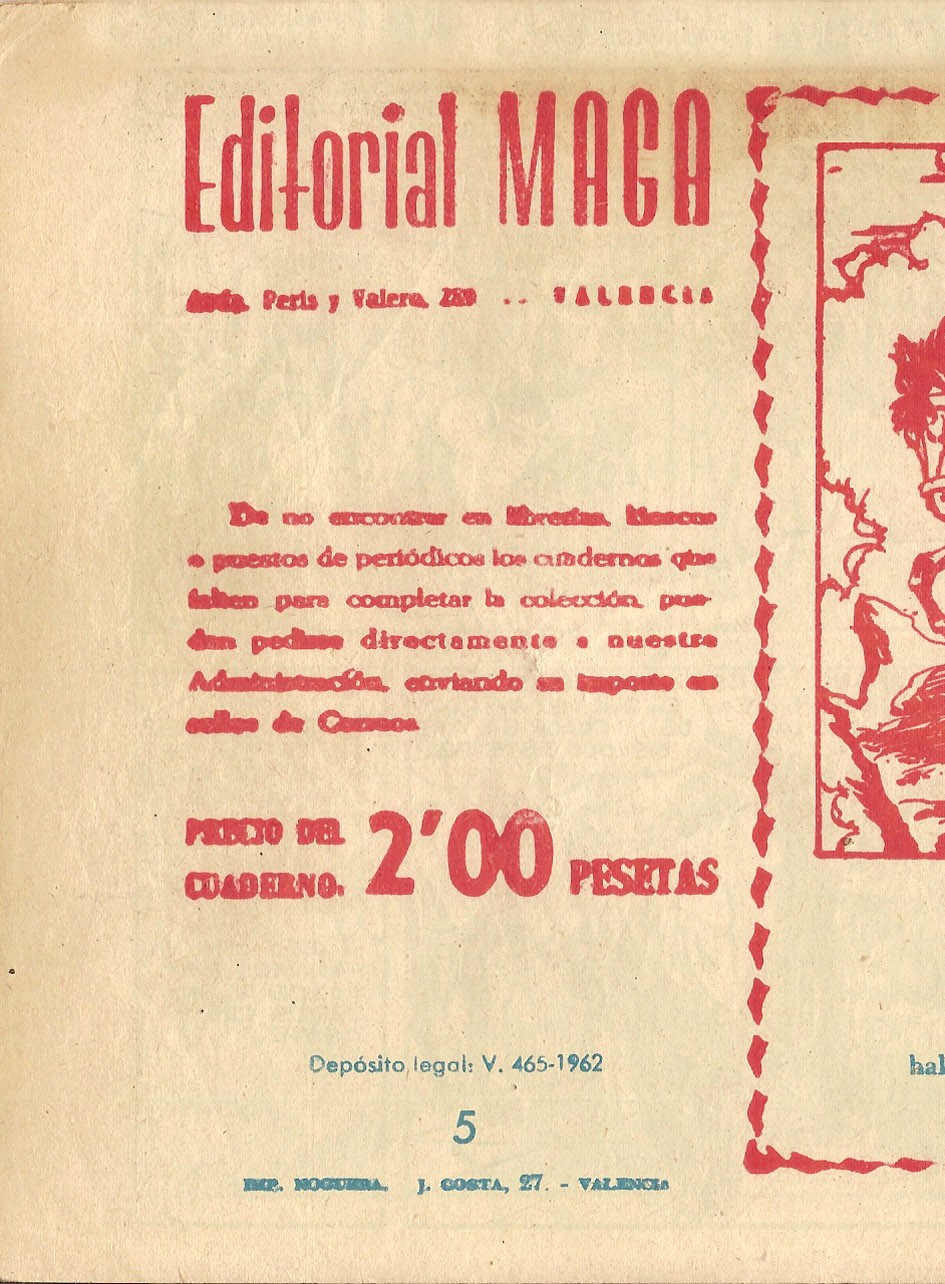 Editorial MAGA
Avda. Peris y Valero, 269 .. VALENCIA
De no encontrar en librerías, kioscos
o puestos de periódicos los cuadernos que
falten para completar la colección, pue-
den pedirse directamente a nuestra
Administración, enviando su importe en
sellos de Correos
PRECIO DEL
CUADERNO. 2'00 PESETAS
Depósito legal: V. 465-1962
5
IMP. NOGUERA. J. COSTA, 27. - VALENCIA